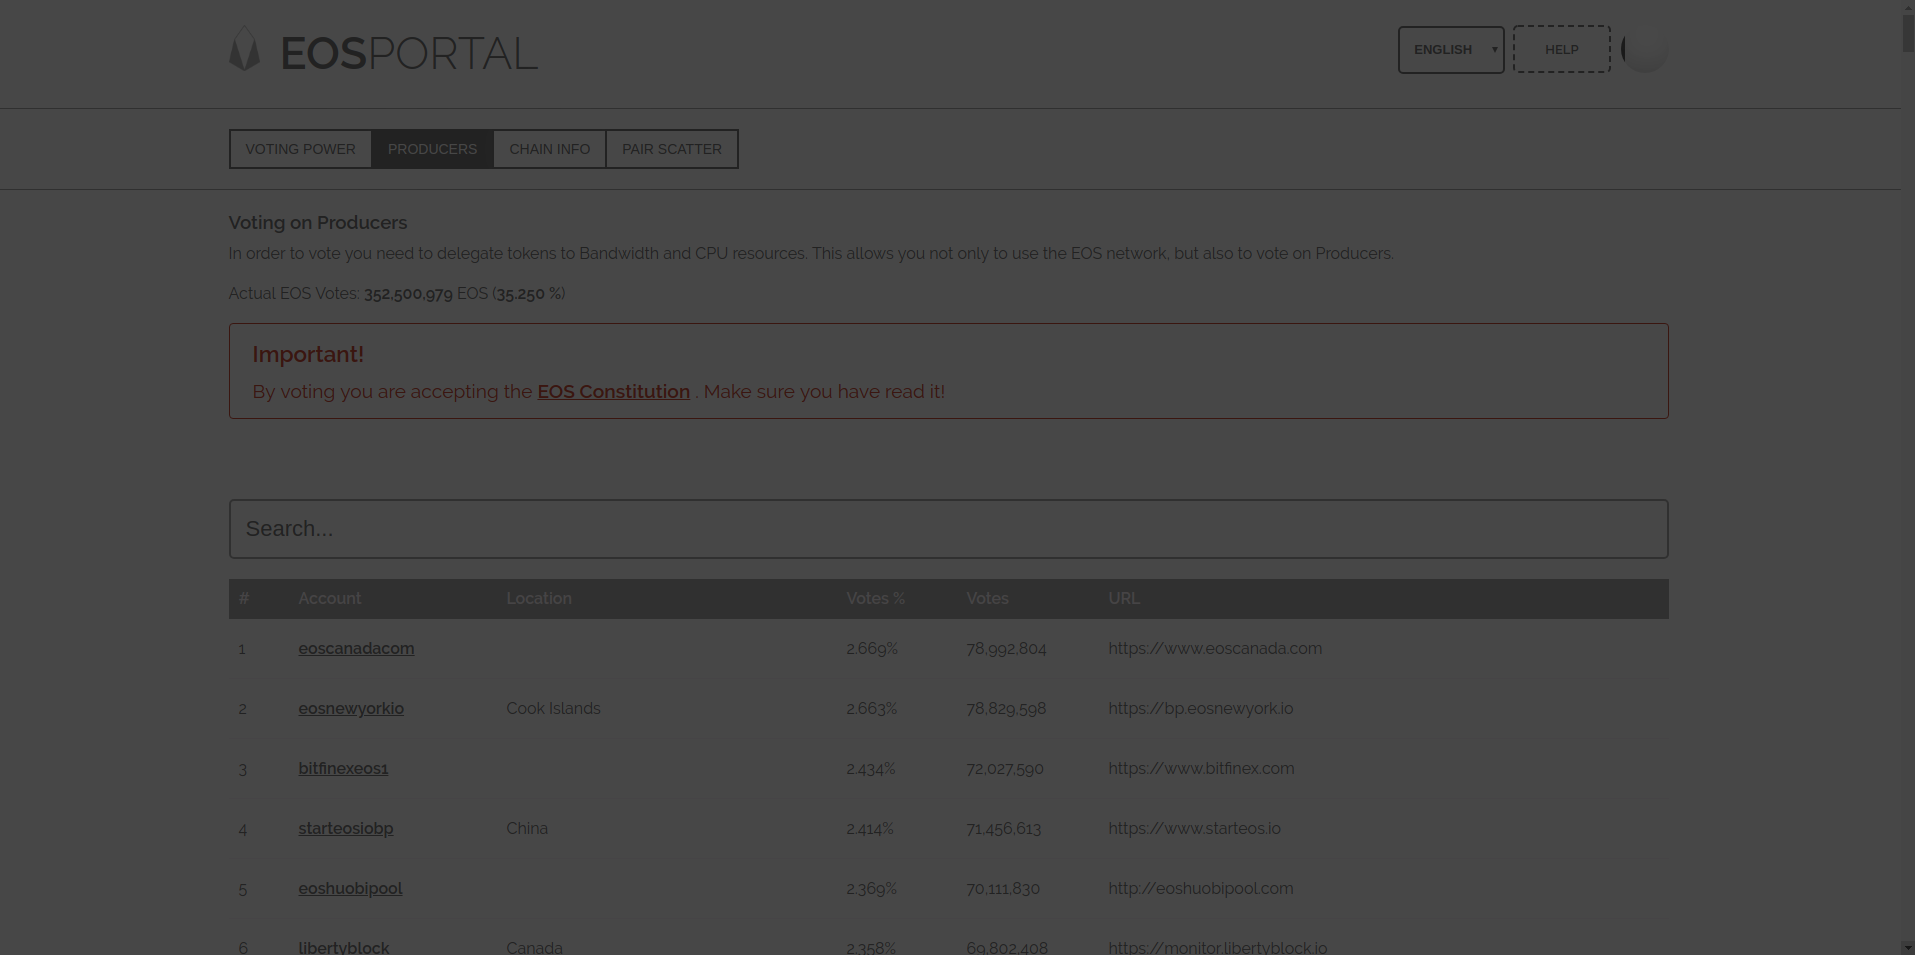 EOSPORTAL
ENGLISH
HELP
VOTING POWER
PRODUCERS
CHAIN INFO
PAIR SCATTER
Voting on Producers
In order to vote you need to delegate tokens to Bandwidth and CPU resources. This allows you not only to use the EOS network, but also to vote on Producers.
Actual EOS Votes: 352,500,979 EOS (35.250 %)
Important!
By voting you are accepting the EOS Constitution . Make sure you have read it!
Search...
# Account Location Votes % Votes URL
1 eoscanadacom 2.669% 78,992,804 https://www.eoscanada.com
2 eosnewyorkio Cook Islands 2.663% 78,829,598 https://bp.eosnewyork.io
3 bitfinexeos1 2.434% 72,027,590 https://www.bitfinex.com
4 starteosiobp China 2.414% 71,456,613 https://www.starteos.io
5 eoshuobipool 2.369% 70,111,830 http://eoshuobipool.com
6 libertyblock Canada 2.358% 69,802,408 https://monitor.libertyblock.io